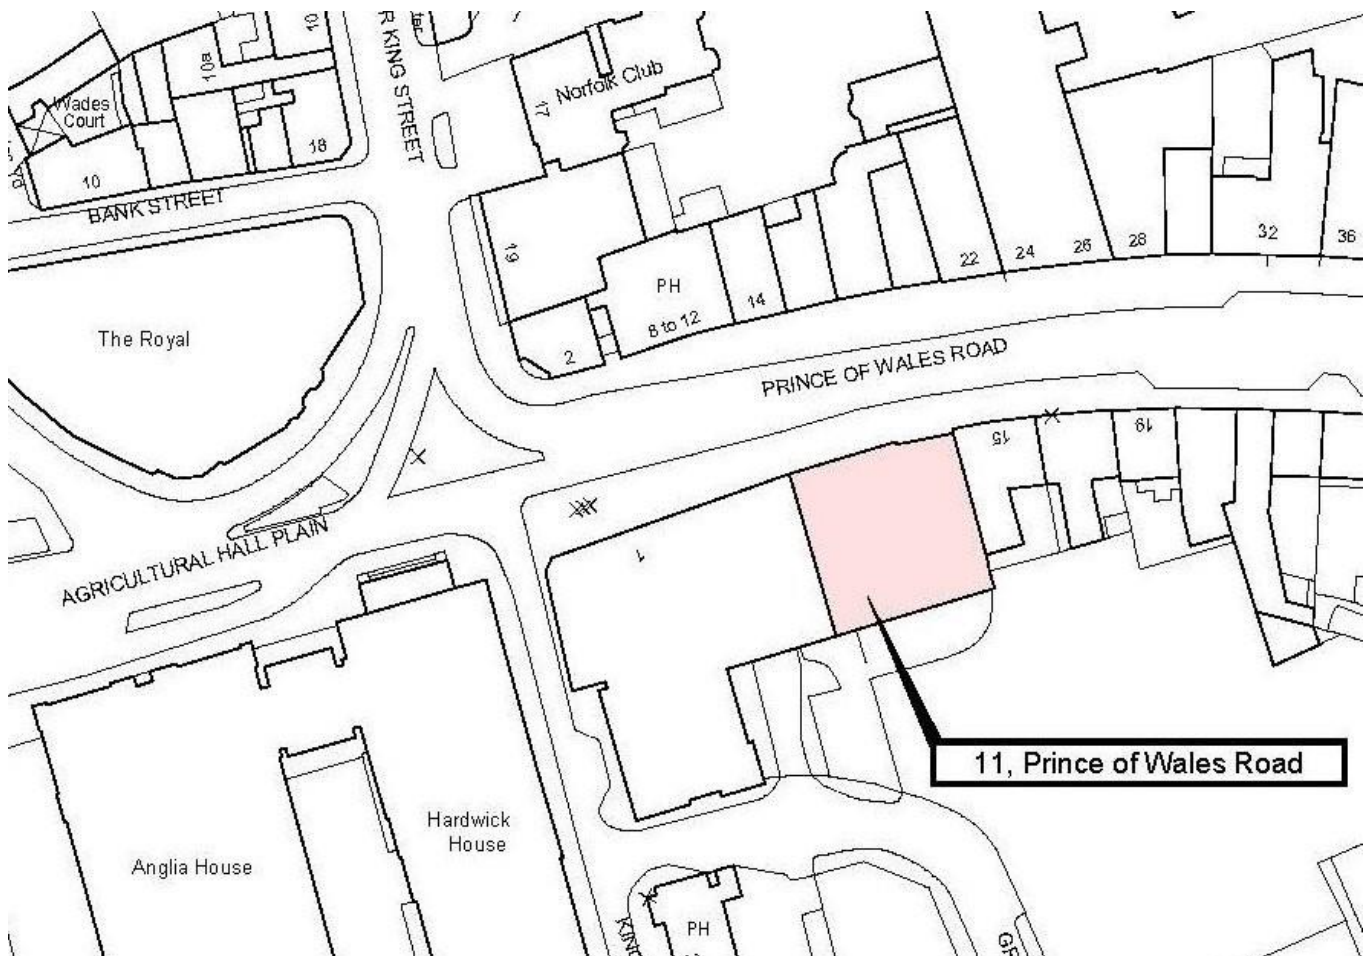 10
10a
R KING STREET
Wades
Court
10
18
BANK STREET
17
Norfolk Club
19
PH
8 to 12
14
2
22
24
26
28
32
36
The Royal
PRINCE OF WALES ROAD
15
19
1
AGRICULTURAL HALL PLAIN
11, Prince of Wales Road
Hardwick
House
Anglia House
PH